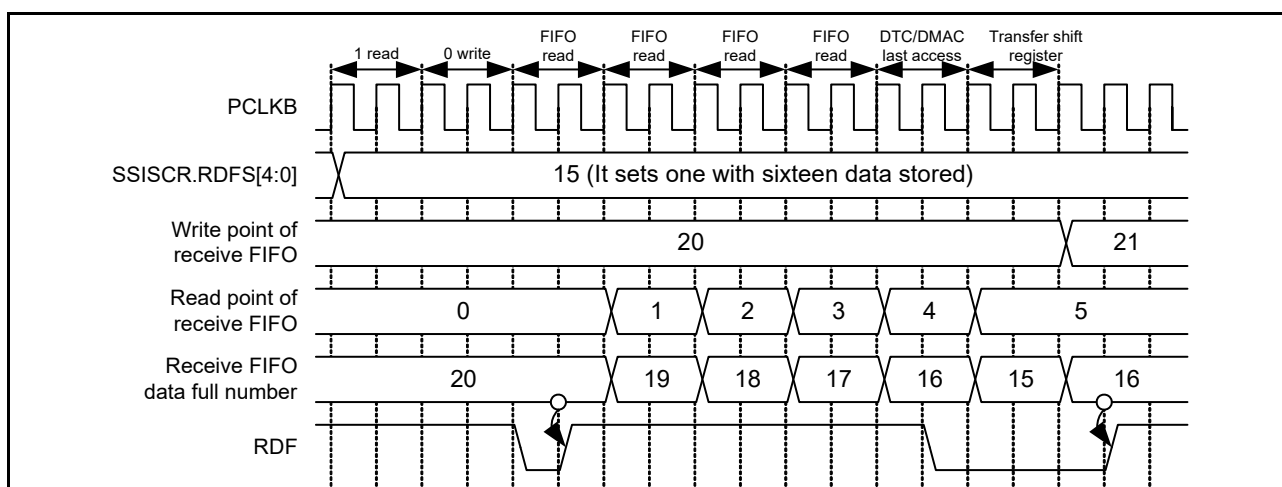 FIFO FIFO FIFO FIFO DTC/DMAC Transfer shift
1 read 0 write read read read read last access register
PCLKB
SSISCR.RDFS[4:0] 15 (It sets one with sixteen data stored)
Write point of
receive FIFO 20 21
Read point of
receive FIFO 0 1 2 3 4 5
Receive FIFO
data full number 20 19 18 17 16 15 16
RDF